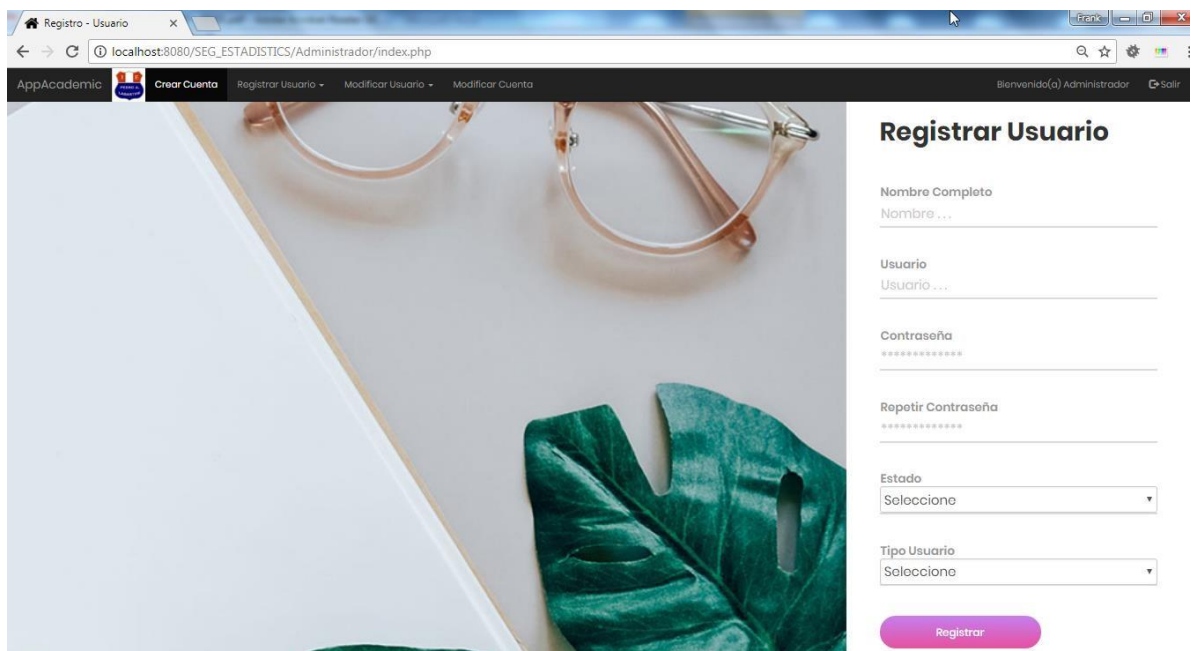 Registro - Usuario
Frank
localhost:8080/SEG_ESTADISTICS/Administrador/index.php
AppAcademic Crear Cuenta Registrar Usuario Modificar Usuario Modificar Cuenta Bienvenido(a) Administrador Salir
Registrar Usuario
Nombre Completo
Nombre . . .
Usuario
Usuario . . .
Contraseña
*************
Repetir Contraseña
*************
Estado
Seleccione
Tipo Usuario
Seleccione
Registrar